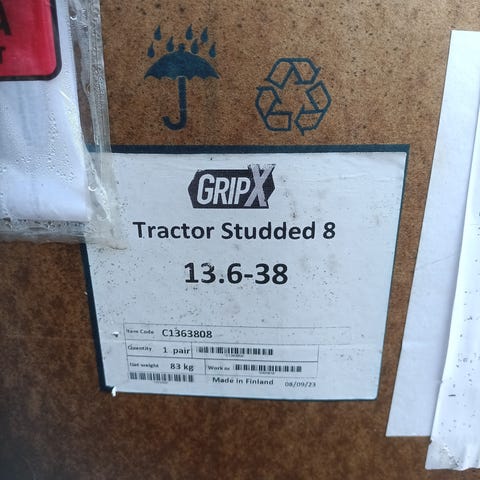 A
T
GRIPX
Tractor Studded 8
13.6-38
Item Code C1363808
Quantity 1 pair
Net weight 83 kg Work nr
Made in Finland 08/09/23